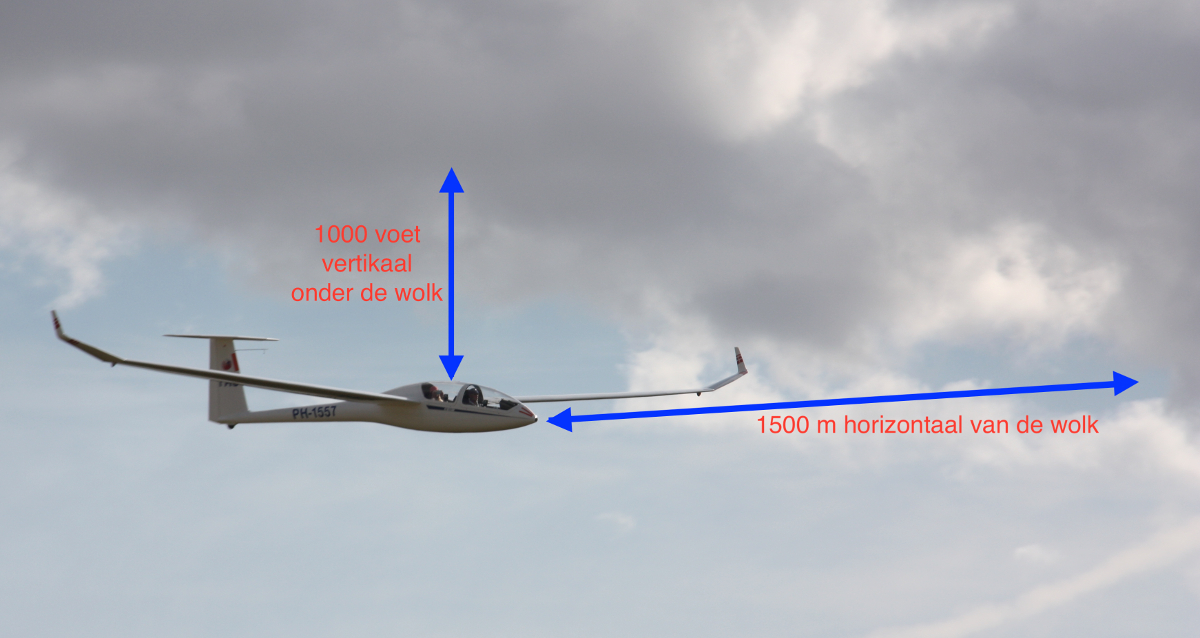 1000 voet
vertikaal
onder de wolk
PH-1557
1500 m horizontaal van de wolk